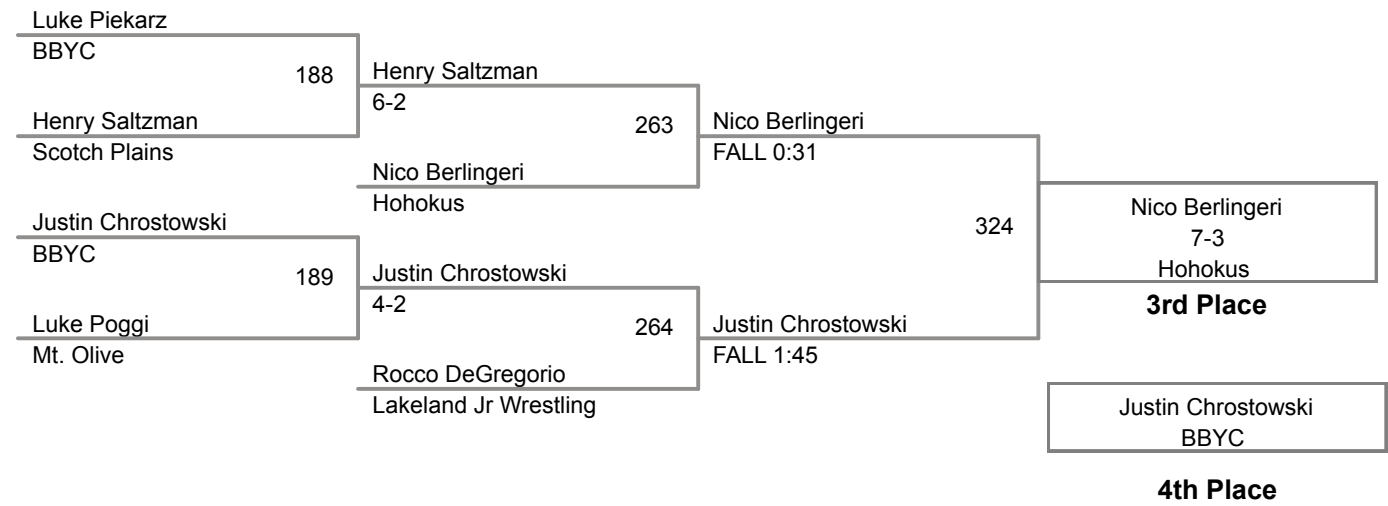 Luke Piekarz
BBYC
188
Henry Saltzman
Scotch Plains
Justin Chrostowski
BBYC
189
Luke Poggi
Mt. Olive
Henry Saltzman
6-2
263
Nico Berlingeri
Hohokus
Justin Chrostowski
4-2
264
Rocco DeGregorio
Lakeland Jr Wrestling
Nico Berlingeri
FALL 0:31
324
Justin Chrostowski
FALL 1:45
Nico Berlingeri
7-3
Hohokus
3rd Place
Justin Chrostowski
BBYC
4th Place